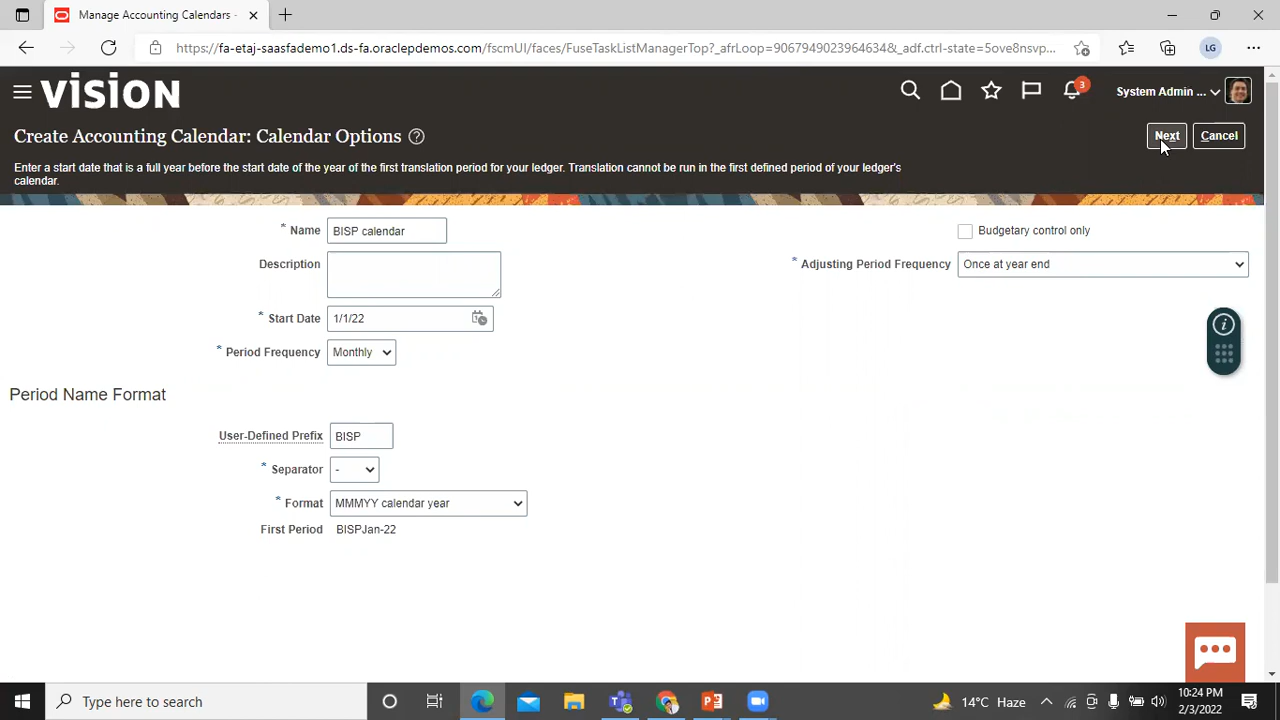 Manage Accounting Calendars -
https://fa-etaj-saasfademo1.ds-fa.oraclepdemos.com/fscmUI/faces/FuseTaskListManagerTop?_afrLoop=90679490239646​34&_adf.ctrl-state=5ove8nsvp...
LG
VISION
3
System Admin ...
Create Accounting Calendar: Calendar Options ?
Next
Cancel
Enter a start date that is a full year before the start date of the year of the first translation period for your ledger. Translation cannot be run in the first defined period of your ledger's
calendar.
* Name BISP calendar
Budgetary control only
Description
* Adjusting Period Frequency Once at year end
* Start Date 1/1/22
* Period Frequency Monthly
Period Name Format
User-Defined Prefix BISP
* Separator -
* Format MMMYY calendar year
First Period BISPJan-22
Type here to search
14°C Haze
10:24 PM
2/3/2022